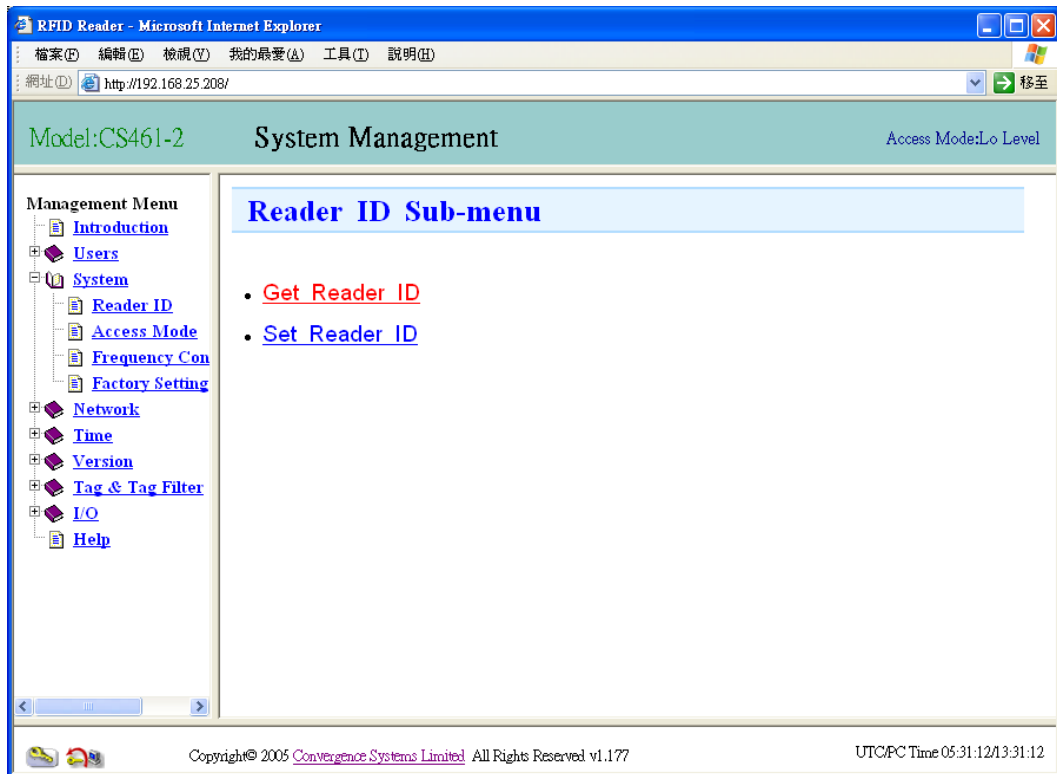 RFID Reader - Microsoft Internet Explorer
檔案(F) 編輯(E) 檢視(V) 我的最愛(A) 工具(T) 說明(H)
網址(D) http://192.168.25.208/ 移至
Model:CS461-2 System Management Access Mode:Lo Level
Management Menu
Introduction
Users
System
Reader ID
Access Mode
Frequency Con
Factory Setting
Network
Time
Version
Tag & Tag Filter
I/O
Help
Reader ID Sub-menu
Get Reader ID
Set Reader ID
Copyright© 2005 Convergence Systems Limited All Rights Reserved v1.177 UTC/PC Time 05:31:12/13:31:12